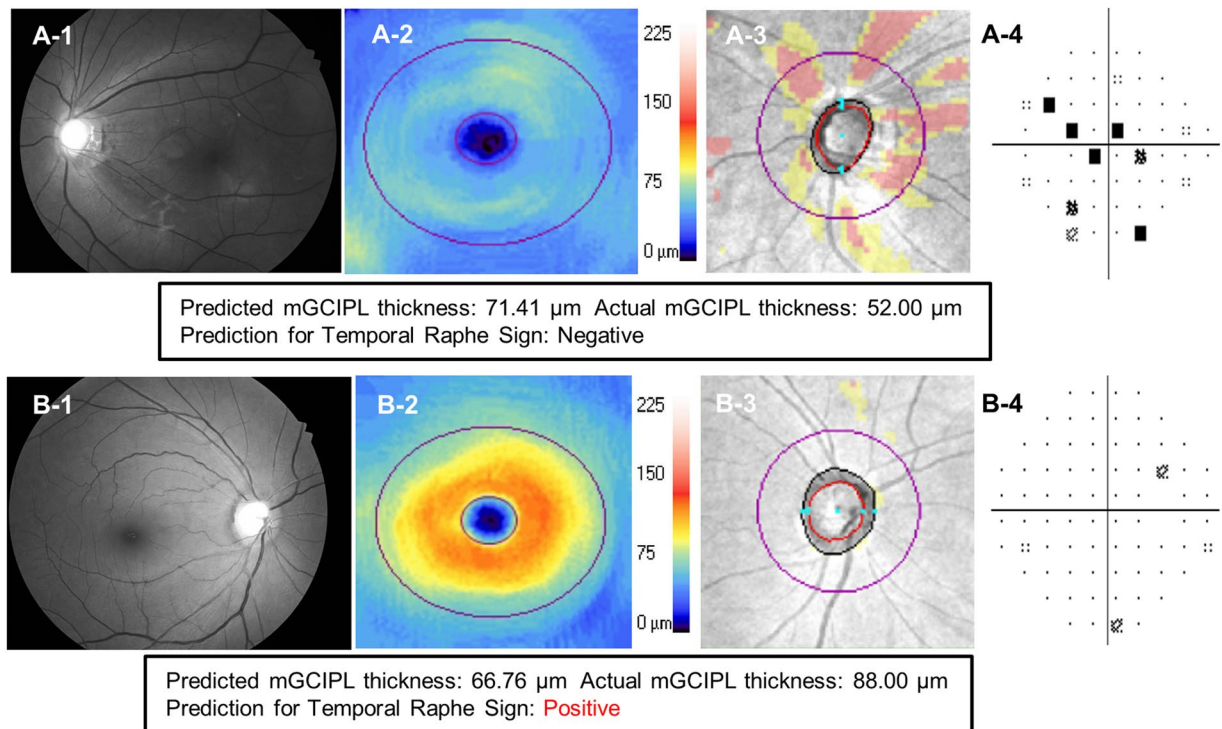 A-1
A-2
225
150
75
0 μm
A-3
A-4
Predicted mGCIPL thickness: 71.41 μm Actual mGCIPL thickness: 52.00 μm
Prediction for Temporal Raphe Sign: Negative
B-1
B-2
225
150
75
0 μm
B-3
B-4
Predicted mGCIPL thickness: 66.76 μm Actual mGCIPL thickness: 88.00 μm
Prediction for Temporal Raphe Sign: Positive